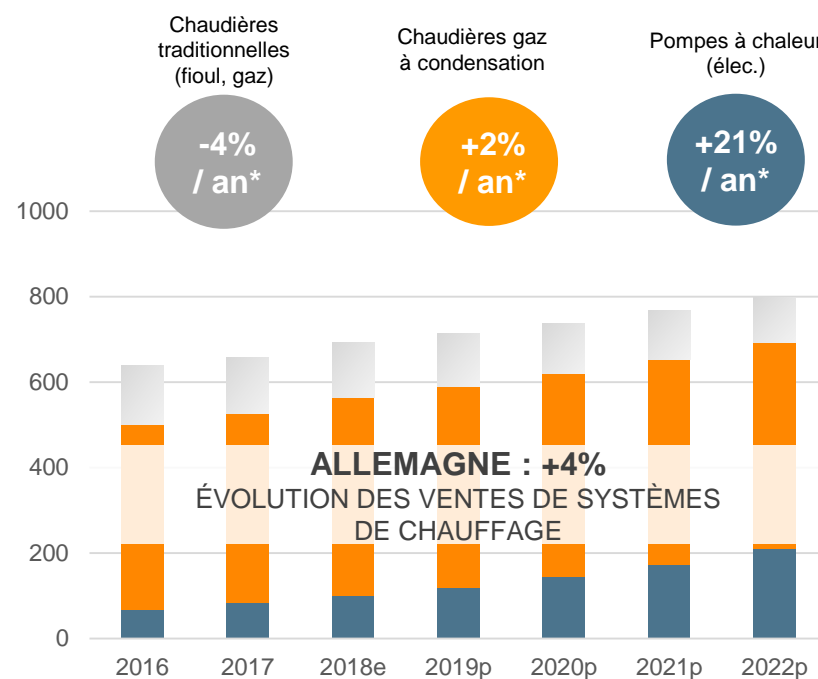 Chaudières
traditionnelles
(fioul, gaz)
Chaudières gaz
à condensation
Pompes à chaleur
(élec.)
-4%
/ an*
+2%
/ an*
+21%
/ an*
1000
800
600
400
200
0
ALLEMAGNE : +4%
ÉVOLUTION DES VENTES DE SYSTÈMES
DE CHAUFFAGE
2016 2017 2018e 2019p 2020p 2021p 2022p